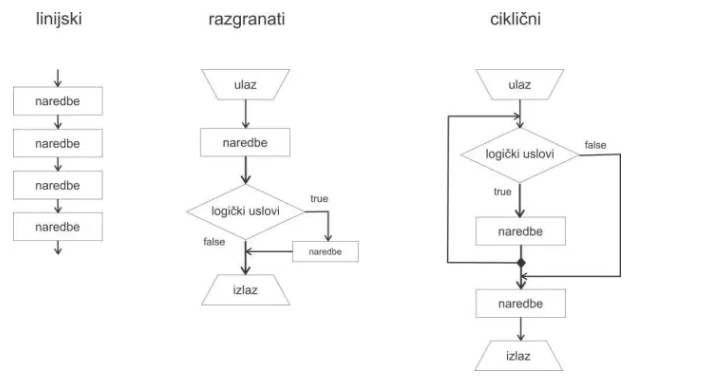 linijski
naredbe
naredbe
naredbe
naredbe
razgranati
ulaz
naredbe
logički uslovi
true
false
naredbe
izlaz
ciklični
ulaz
logički uslovi
false
true
naredbe
naredbe
izlaz